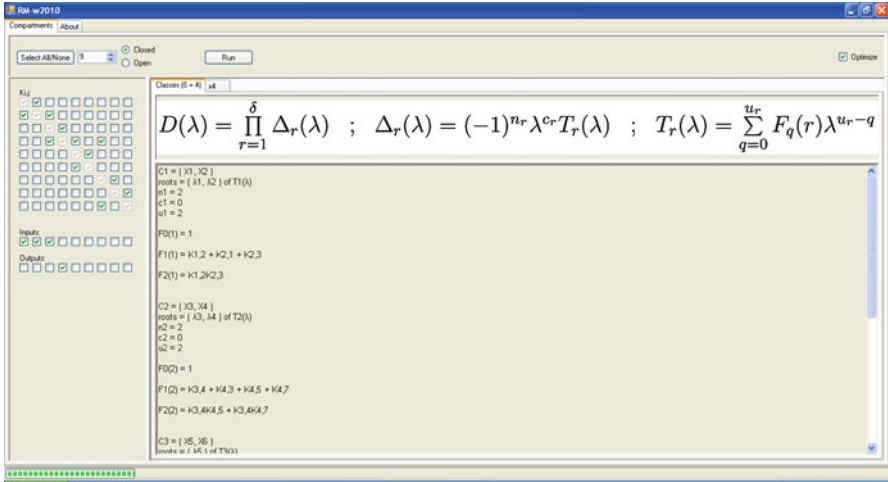 RM-w2010
Compartments About
Select All/None 9 Closed Open Run Optimize
Classes (δ = 4) x4
Ki,j
D(λ) = ∏_{r=1}^{δ} Δ_r(λ) ; Δ_r(λ) = (-1)^{n_r} λ^{c_r} T_r(λ) ; T_r(λ) = ∑_{q=0}^{u_r} F_q(r) λ^{u_r-q}
C1 = { X1, X2 }
roots = { λ1, λ2 } of T1(λ)
n1 = 2
c1 = 0
u1 = 2
F0(1) = 1
F1(1) = K1,2 + K2,1 + K2,3
F2(1) = K1,2K2,3
C2 = { X3, X4 }
roots = { λ3, λ4 } of T2(λ)
n2 = 2
c2 = 0
u2 = 2
F0(2) = 1
F1(2) = K3,4 + K4,3 + K4,5 + K4,7
F2(2) = K3,4K4,5 + K3,4K4,7
C3 = { X5, X6 }
roots = { λ5 } of T3(λ)
Inputs:
Outputs: